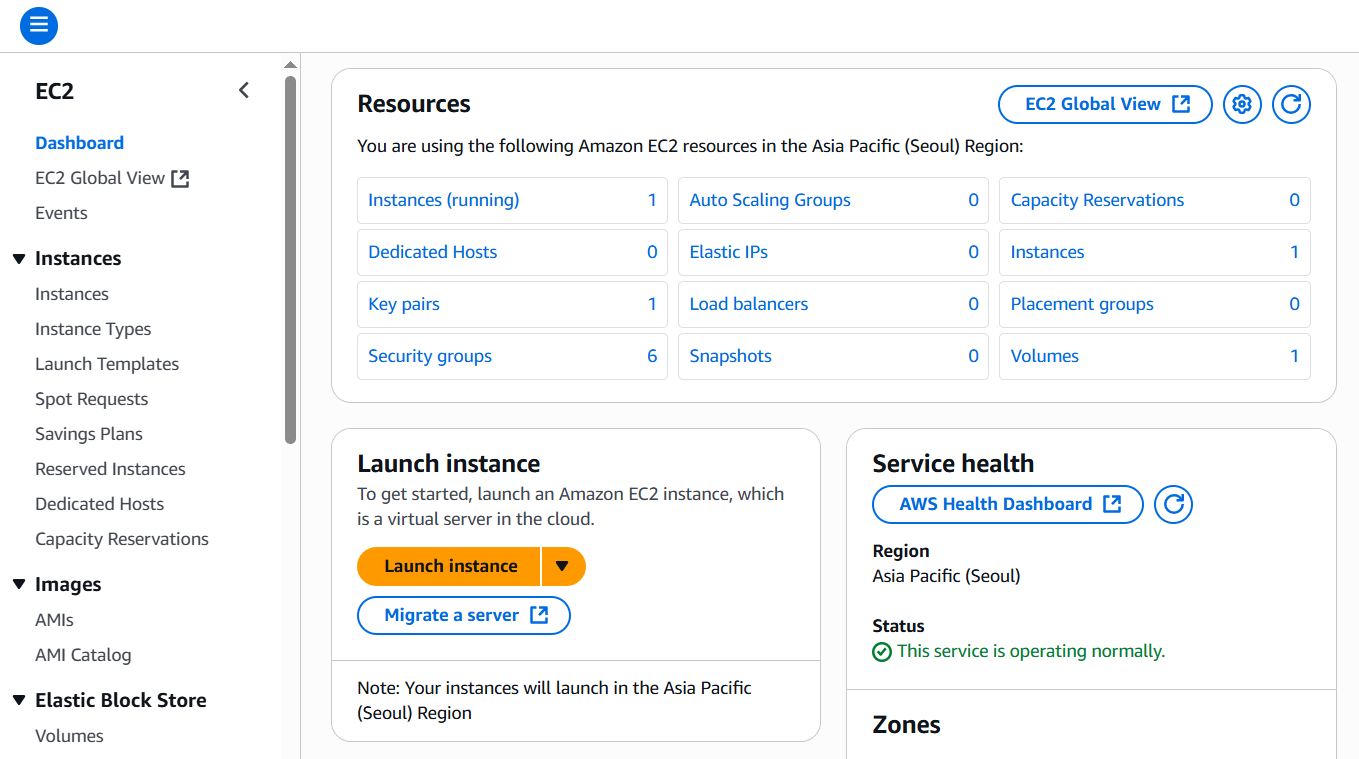 EC2
Dashboard
EC2 Global View
Events
Instances
Instances
Instance Types
Launch Templates
Spot Requests
Savings Plans
Reserved Instances
Dedicated Hosts
Capacity Reservations
Images
AMIs
AMI Catalog
Elastic Block Store
Volumes
Resources
EC2 Global View
You are using the following Amazon EC2 resources in the Asia Pacific (Seoul) Region:
Instances (running) 1
Auto Scaling Groups 0
Capacity Reservations 0
Dedicated Hosts 0
Elastic IPs 0
Instances 1
Key pairs 1
Load balancers 0
Placement groups 0
Security groups 6
Snapshots 0
Volumes 1
Launch instance
To get started, launch an Amazon EC2 instance, which
is a virtual server in the cloud.
Launch instance
Migrate a server
Note: Your instances will launch in the Asia Pacific
(Seoul) Region
Service health
AWS Health Dashboard
Region
Asia Pacific (Seoul)
Status
This service is operating normally.
Zones